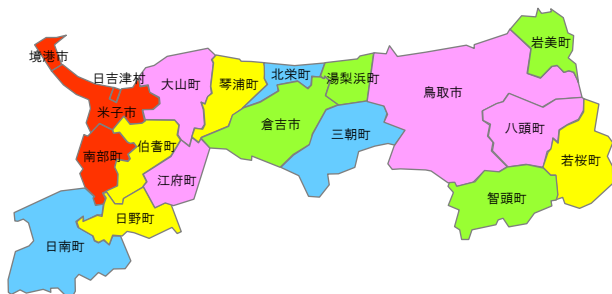 境港市
日吉津村
米子市
大山町
琴浦町
北栄町
湯梨浜町
岩美町
鳥取市
倉吉市
三朝町
八頭町
南部町
伯耆町
江府町
若桜町
智頭町
日野町
日南町